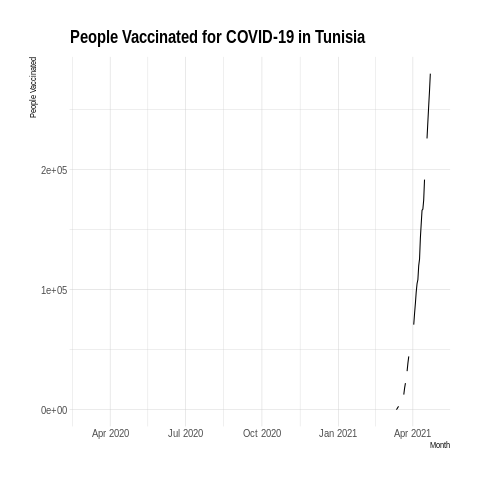 People Vaccinated for COVID-19 in Tunisia
People Vaccinated
2e+05
1e+05
0e+00
Apr 2020 Jul 2020 Oct 2020 Jan 2021 Apr 2021
Month